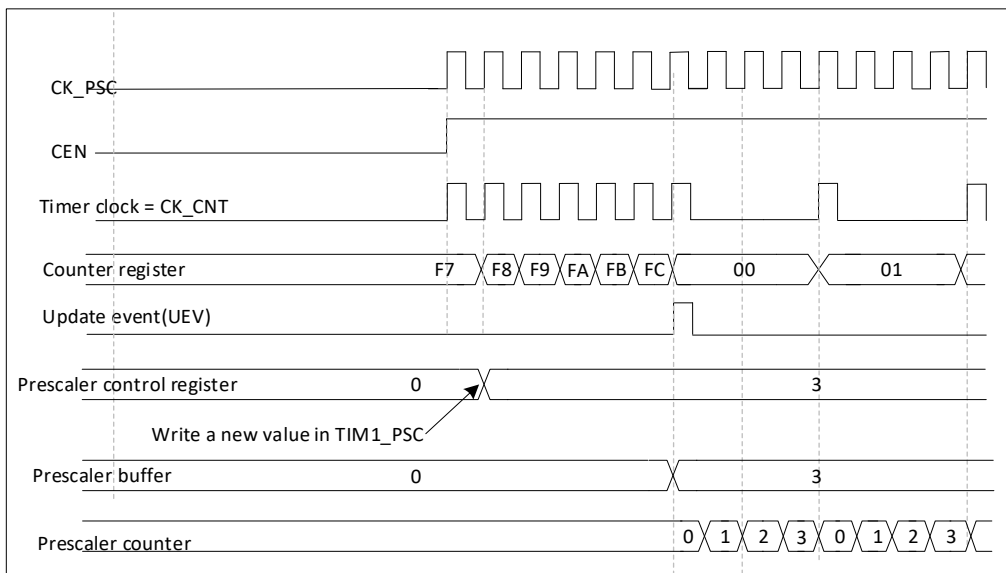 CK_PSC
CEN
Timer clock = CK_CNT
Counter register F7 F8 F9 FA FB FC 00 01
Update event(UEV)
Prescaler control register 0 3
Write a new value in TIM1_PSC
Prescaler buffer 0 3
Prescaler counter 0 1 2 3 0 1 2 3